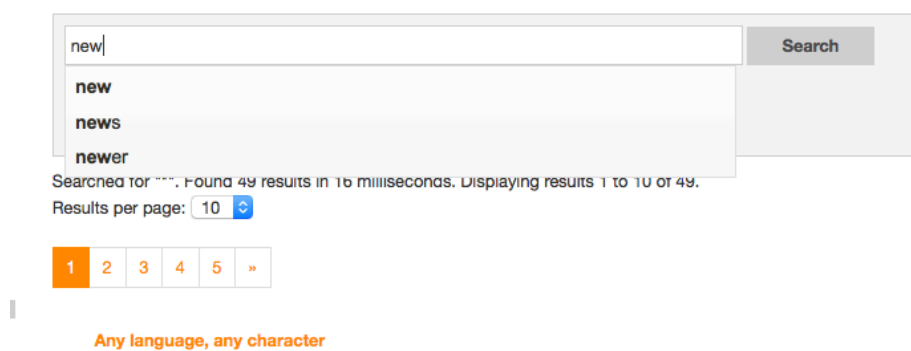 new
Search
new
news
newer
Searched for "*". Found 49 results in 16 milliseconds. Displaying results 1 to 10 of 49.
Results per page: 10
1 2 3 4 5 »
Any language, any character